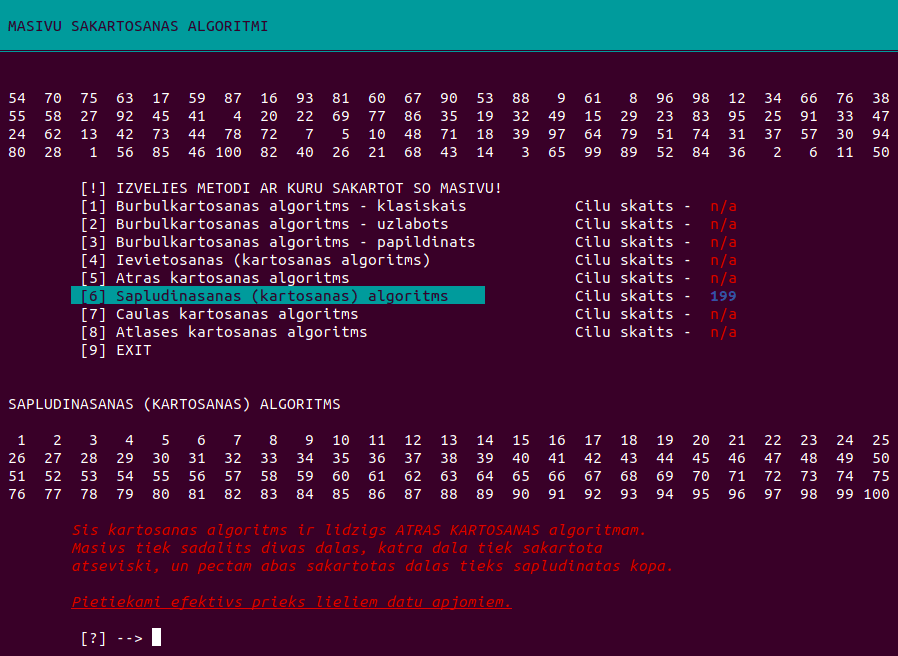 MASIVU SAKARTOSANAS ALGORITMI
54 70 75 63 17 59 87 16 93 81 60 67 90 53 88 9 61 8 96 98 12 34 66 76 38
55 58 27 92 45 41 4 20 22 69 77 86 35 19 32 49 15 29 23 83 95 25 91 33 47
24 62 13 42 73 44 78 72 7 5 10 48 71 18 39 97 64 79 51 74 31 37 57 30 94
80 28 1 56 85 46 100 82 40 26 21 68 43 14 3 65 99 89 52 84 36 2 6 11 50
[!] IZVELIES METODI AR KURU SAKARTOT SO MASIVU!
[1] Burbulkartosanas algoritms - klasiskais Cilu skaits - n/a
[2] Burbulkartosanas algoritms - uzlabots Cilu skaits - n/a
[3] Burbulkartosanas algoritms - papildinats Cilu skaits - n/a
[4] Ievietosanas (kartosanas algoritms) Cilu skaits - n/a
[5] Atras kartosanas algoritms Cilu skaits - n/a
[6] Sapludinasanas (kartosanas) algoritms Cilu skaits - 199
[7] Caulas kartosanas algoritms Cilu skaits - n/a
[8] Atlases kartosanas algoritms Cilu skaits - n/a
[9] EXIT
SAPLUDINASANAS (KARTOSANAS) ALGORITMS
1 2 3 4 5 6 7 8 9 10 11 12 13 14 15 16 17 18 19 20 21 22 23 24 25
26 27 28 29 30 31 32 33 34 35 36 37 38 39 40 41 42 43 44 45 46 47 48 49 50
51 52 53 54 55 56 57 58 59 60 61 62 63 64 65 66 67 68 69 70 71 72 73 74 75
76 77 78 79 80 81 82 83 84 85 86 87 88 89 90 91 92 93 94 95 96 97 98 99 100
Sis kartosanas algoritms ir lidzigs ATRAS KARTOSANAS algoritmam.
Masivs tiek sadalits divas dalas, katra dala tiek sakartota
atseviski, un pectam abas sakartotas dalas tieks sapludinatas kopa.
Pietiekami efektivs prieks lieliem datu apjomiem.
[?] -->